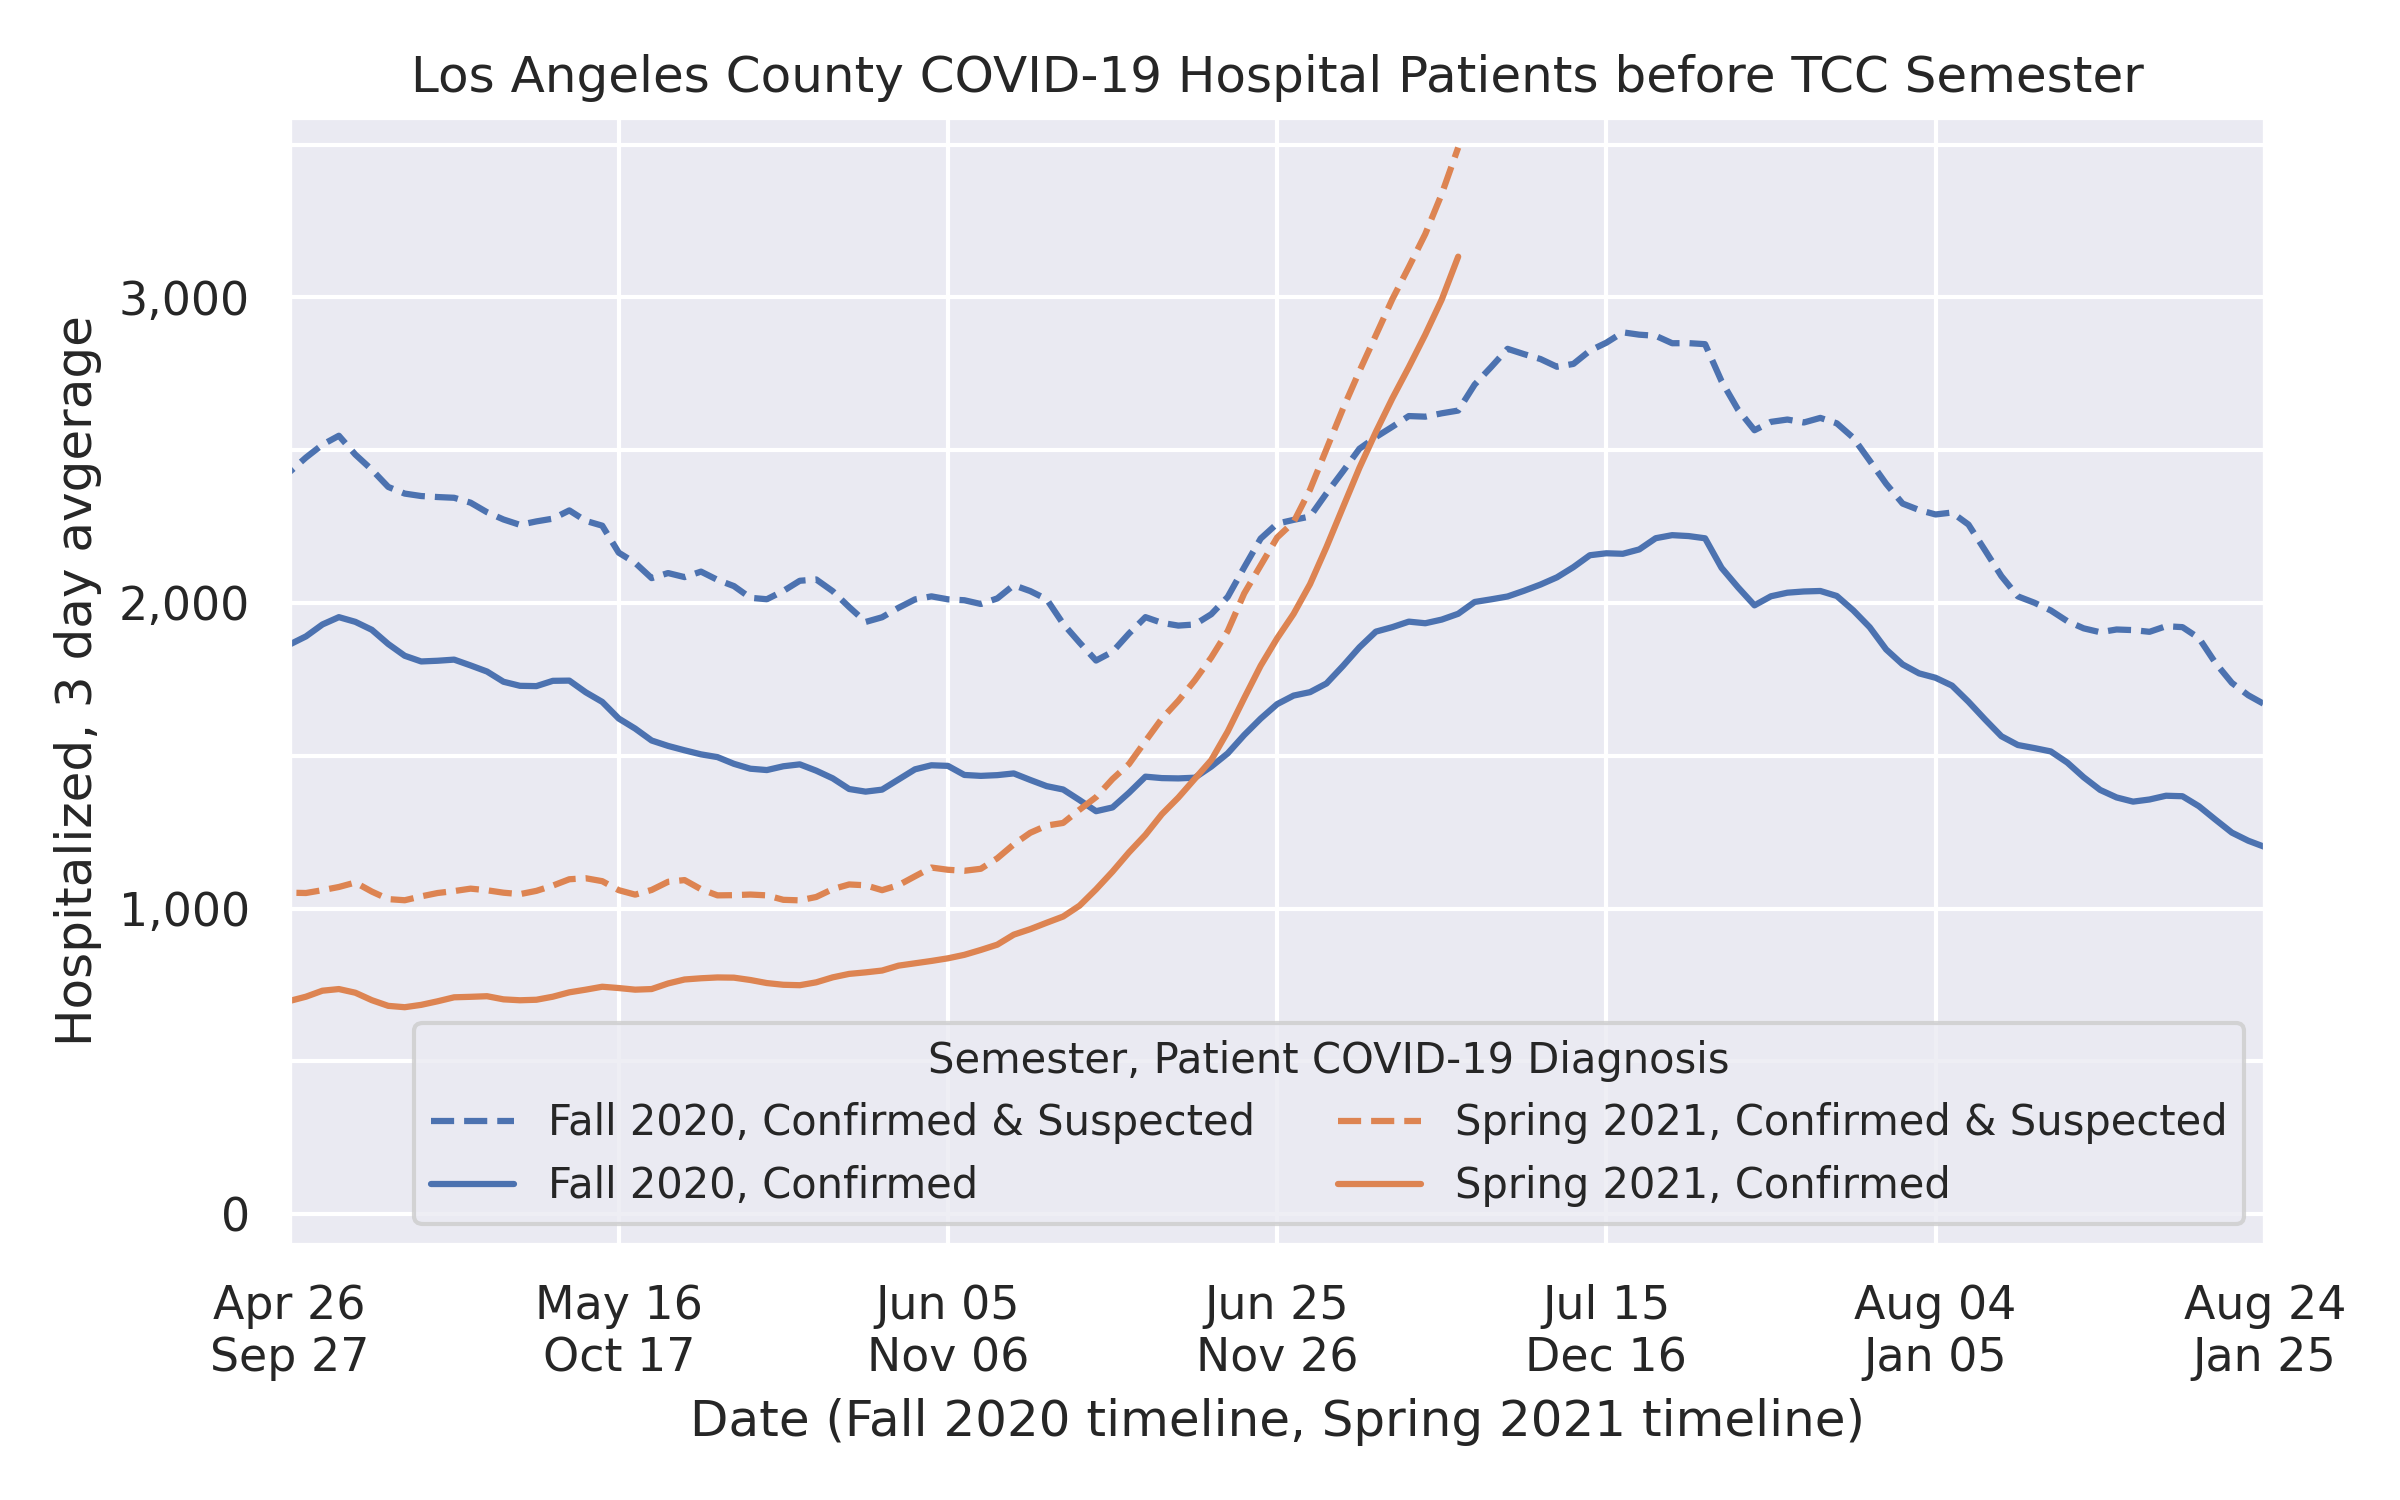 Los Angeles County COVID-19 Hospital Patients before TCC Semester
Hospitalized, 3 day avgerage
3,000
2,000
1,000
0
Semester, Patient COVID-19 Diagnosis
Fall 2020, Confirmed & Suspected
Fall 2020, Confirmed
Spring 2021, Confirmed & Suspected
Spring 2021, Confirmed
Apr 26
Sep 27
May 16
Oct 17
Jun 05
Nov 06
Jun 25
Nov 26
Jul 15
Dec 16
Aug 04
Jan 05
Aug 24
Jan 25
Date (Fall 2020 timeline, Spring 2021 timeline)